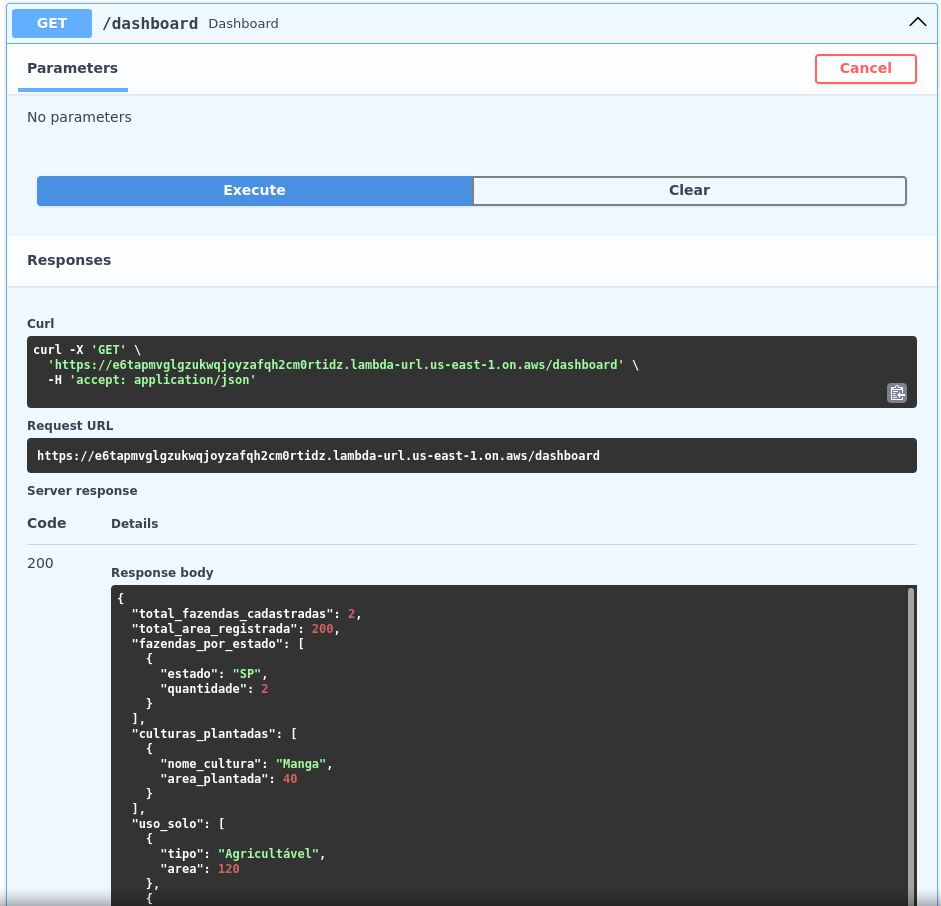 GET /dashboard Dashboard
Parameters Cancel
No parameters
Execute Clear
Responses
Curl
curl -X 'GET' \
  'https://e6tapmvglgzukwqjoyzafqh2cm0rtidz.lambda-url.us-east-1.on.aws/dashboard' \
  -H 'accept: application/json'
Request URL
https://e6tapmvglgzukwqjoyzafqh2cm0rtidz.lambda-url.us-east-1.on.aws/dashboard
Server response
Code Details
200
Response body
{
  "total_fazendas_cadastradas": 2,
  "total_area_registrada": 200,
  "fazendas_por_estado": [
    {
      "estado": "SP",
      "quantidade": 2
    }
  ],
  "culturas_plantadas": [
    {
      "nome_cultura": "Manga",
      "area_plantada": 40
    }
  ],
  "uso_solo": [
    {
      "tipo": "Agricultável",
      "area": 120
    },
    {